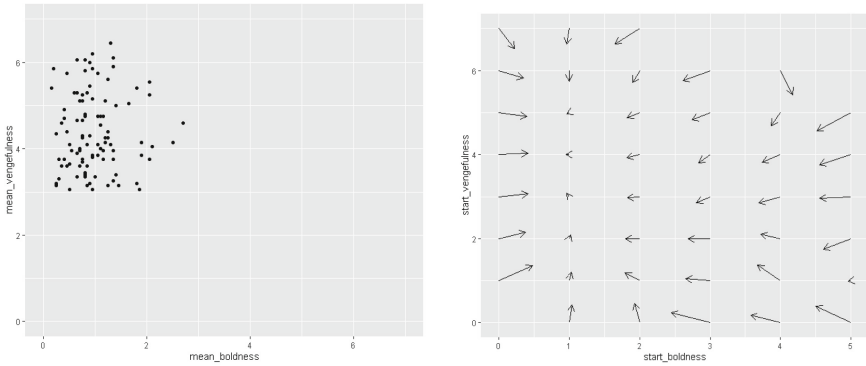 6
4
2
0
mean_vengefulness
0 2 4 6
mean_boldness
6
4
2
0
start_vengefulness
0 1 2 3 4 5
start_boldness